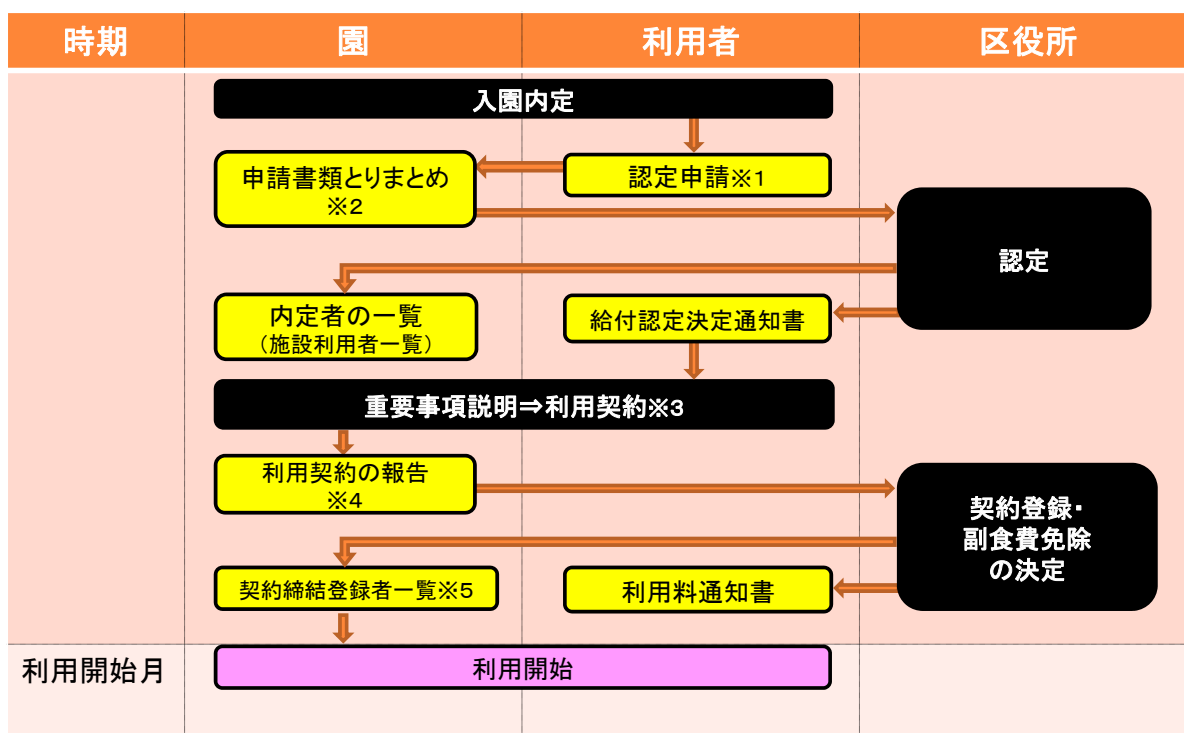 時期 園 利用者 区役所
入園内定
認定申請※1
申請書類とりまとめ
※2
認定
内定者の一覧
（施設利用者一覧）
給付認定決定通知書
重要事項説明⇒利用契約※3
利用契約の報告
※4
契約登録・
副食費免除
の決定
契約締結登録者一覧※5
利用料通知書
利用開始月
利用開始